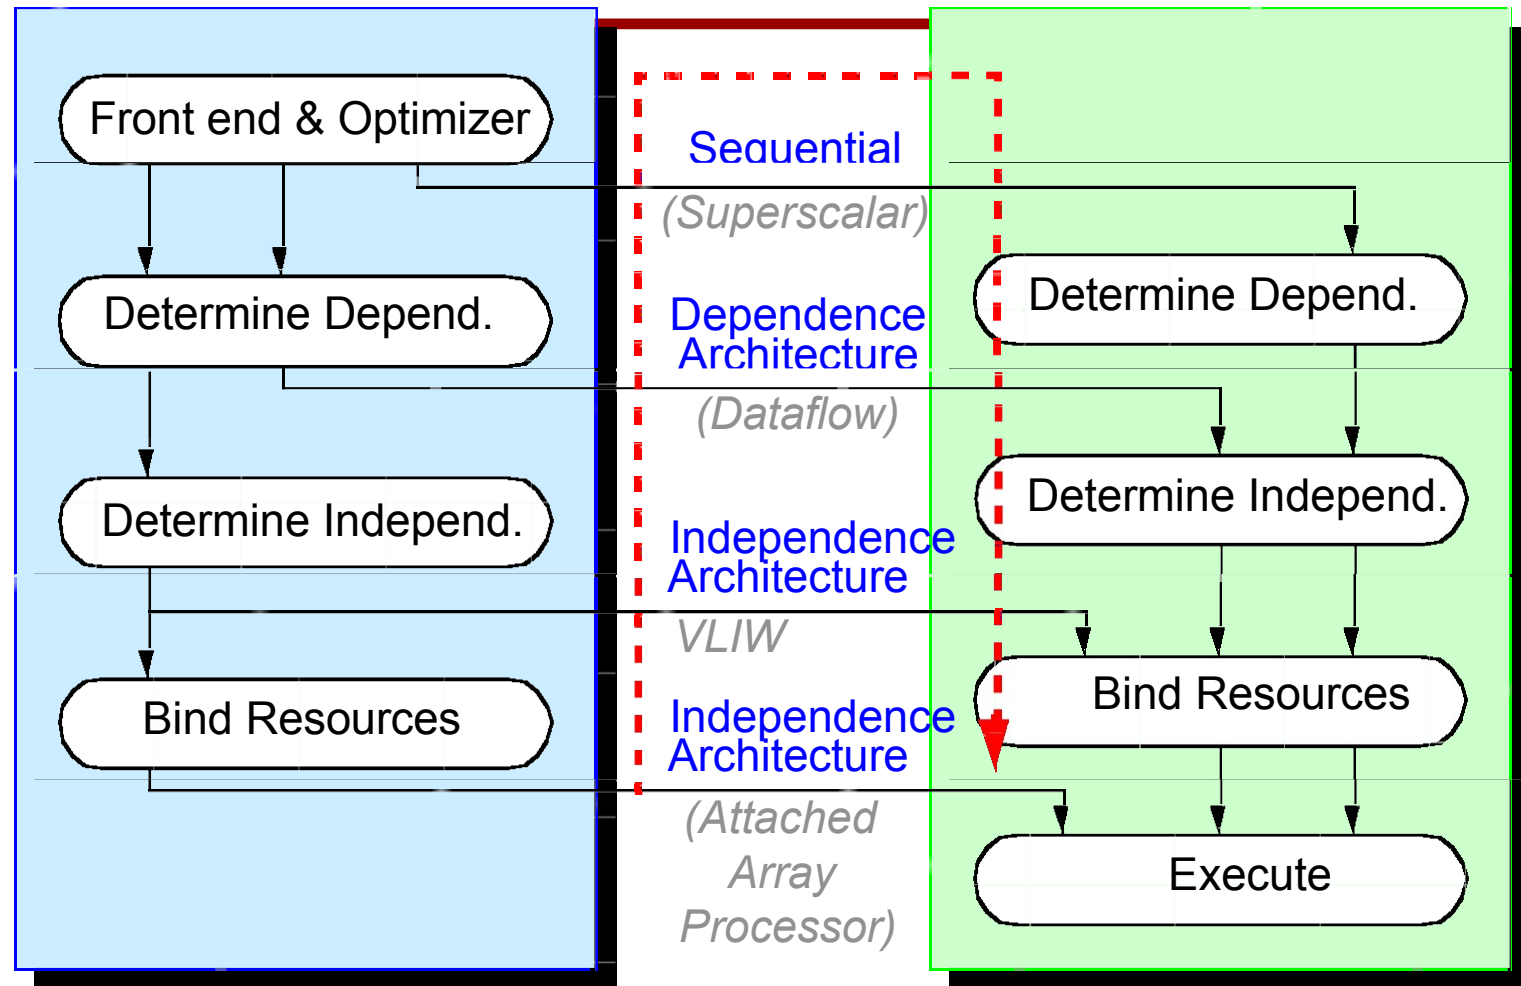 Front end & Optimizer
Determine Depend.
Determine Independ.
Bind Resources
Sequential
(Superscalar)
Dependence
Architecture
(Dataflow)
Independence
Architecture
VLIW
Independence
Architecture
(Attached
Array
Processor)
Determine Depend.
Determine Independ.
Bind Resources
Execute